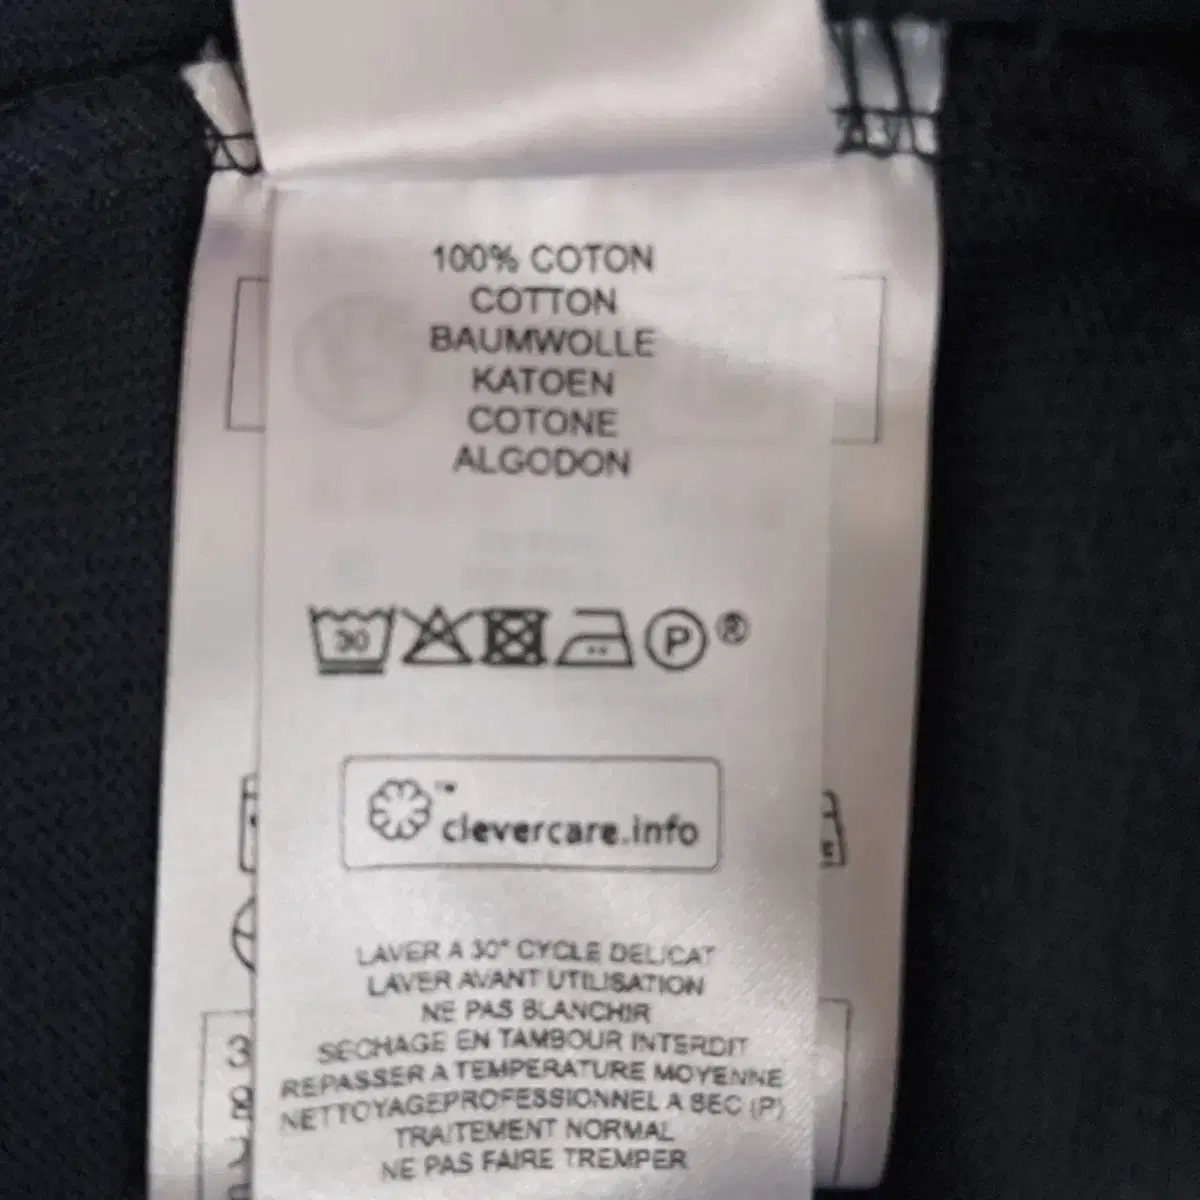 100% COTON
COTTON
BAUMWOLLE
KATOEN
COTONE
ALGODON
30 P ®
™
clevercare.info
LAVER A 30° CYCLE DELICAT
LAVER AVANT UTILISATION
NE PAS BLANCHIR
SECHAGE EN TAMBOUR INTERDIT
REPASSER A TEMPERATURE MOYENNE
NETTOYAGEPROFESSIONNEL A SEC (P)
TRAITEMENT NORMAL
NE PAS FAIRE TREMPER